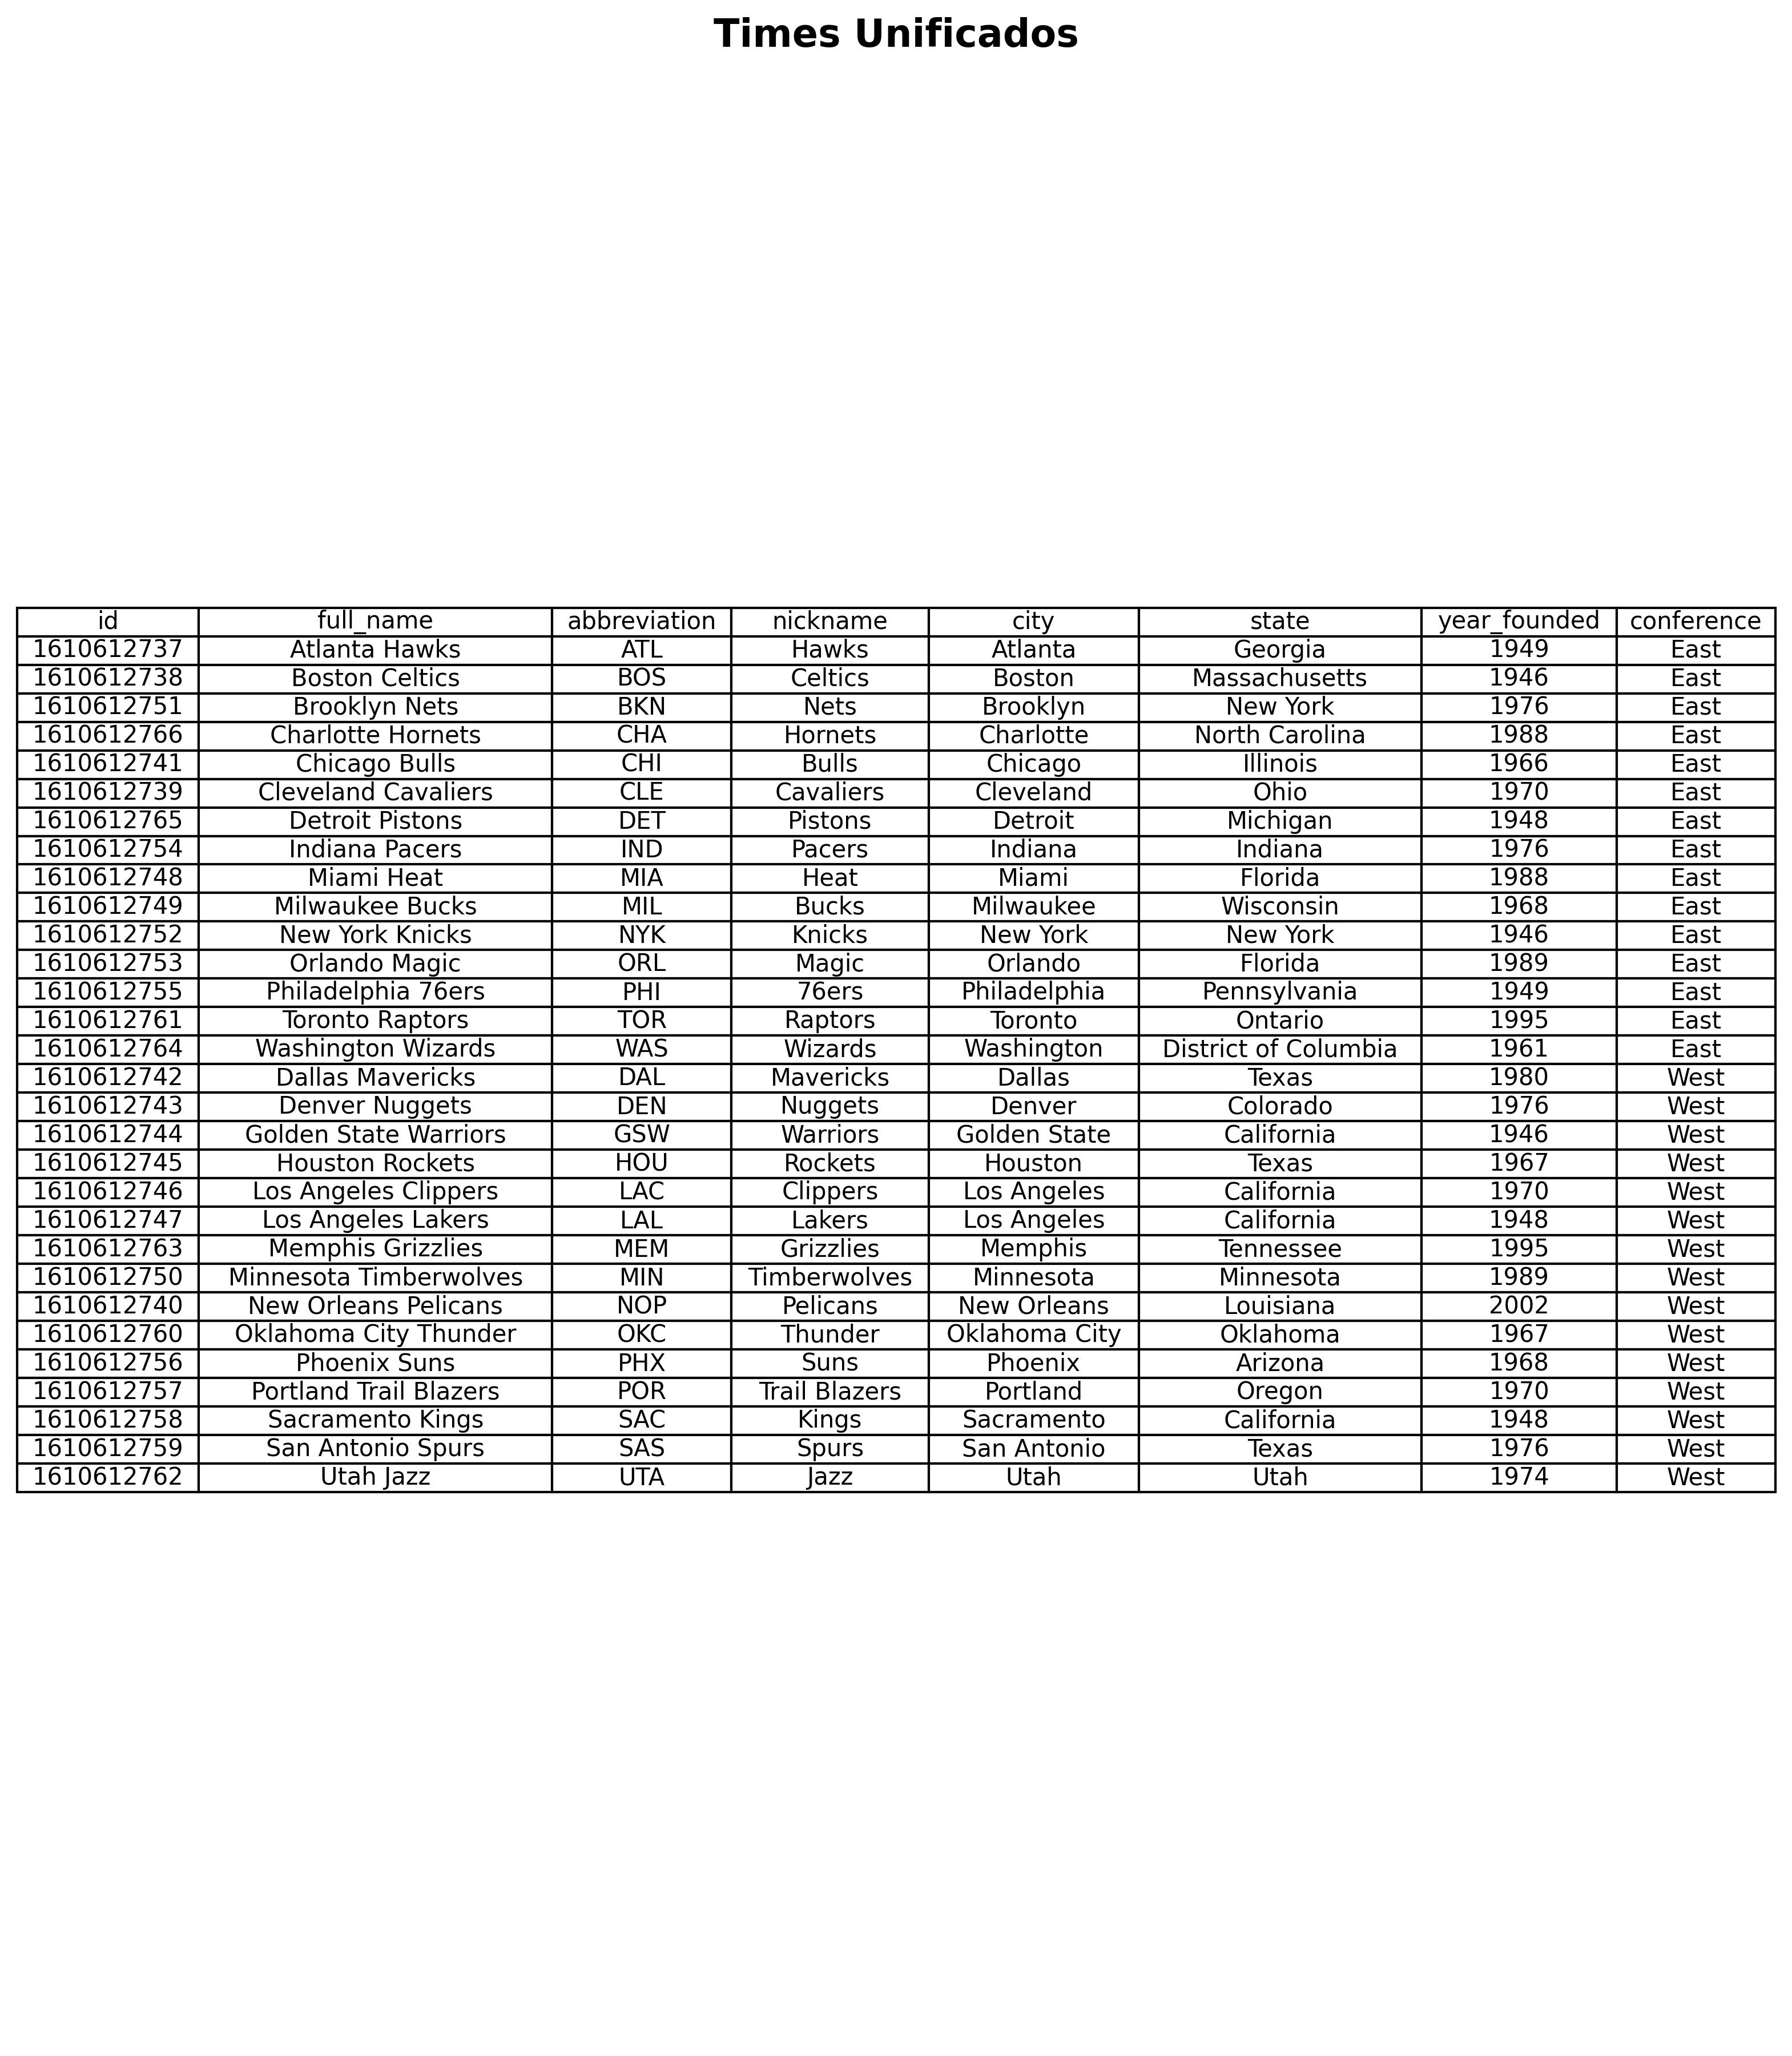 Times Unificados
id full_name abbreviation nickname city state year_founded conference
1610612737 Atlanta Hawks ATL Hawks Atlanta Georgia 1949 East
1610612738 Boston Celtics BOS Celtics Boston Massachusetts 1946 East
1610612751 Brooklyn Nets BKN Nets Brooklyn New York 1976 East
1610612766 Charlotte Hornets CHA Hornets Charlotte North Carolina 1988 East
1610612741 Chicago Bulls CHI Bulls Chicago Illinois 1966 East
1610612739 Cleveland Cavaliers CLE Cavaliers Cleveland Ohio 1970 East
1610612765 Detroit Pistons DET Pistons Detroit Michigan 1948 East
1610612754 Indiana Pacers IND Pacers Indiana Indiana 1976 East
1610612748 Miami Heat MIA Heat Miami Florida 1988 East
1610612749 Milwaukee Bucks MIL Bucks Milwaukee Wisconsin 1968 East
1610612752 New York Knicks NYK Knicks New York New York 1946 East
1610612753 Orlando Magic ORL Magic Orlando Florida 1989 East
1610612755 Philadelphia 76ers PHI 76ers Philadelphia Pennsylvania 1949 East
1610612761 Toronto Raptors TOR Raptors Toronto Ontario 1995 East
1610612764 Washington Wizards WAS Wizards Washington District of Columbia 1961 East
1610612742 Dallas Mavericks DAL Mavericks Dallas Texas 1980 West
1610612743 Denver Nuggets DEN Nuggets Denver Colorado 1976 West
1610612744 Golden State Warriors GSW Warriors Golden State California 1946 West
1610612745 Houston Rockets HOU Rockets Houston Texas 1967 West
1610612746 Los Angeles Clippers LAC Clippers Los Angeles California 1970 West
1610612747 Los Angeles Lakers LAL Lakers Los Angeles California 1948 West
1610612763 Memphis Grizzlies MEM Grizzlies Memphis Tennessee 1995 West
1610612750 Minnesota Timberwolves MIN Timberwolves Minnesota Minnesota 1989 West
1610612740 New Orleans Pelicans NOP Pelicans New Orleans Louisiana 2002 West
1610612760 Oklahoma City Thunder OKC Thunder Oklahoma City Oklahoma 1967 West
1610612756 Phoenix Suns PHX Suns Phoenix Arizona 1968 West
1610612757 Portland Trail Blazers POR Trail Blazers Portland Oregon 1970 West
1610612758 Sacramento Kings SAC Kings Sacramento California 1948 West
1610612759 San Antonio Spurs SAS Spurs San Antonio Texas 1976 West
1610612762 Utah Jazz UTA Jazz Utah Utah 1974 West